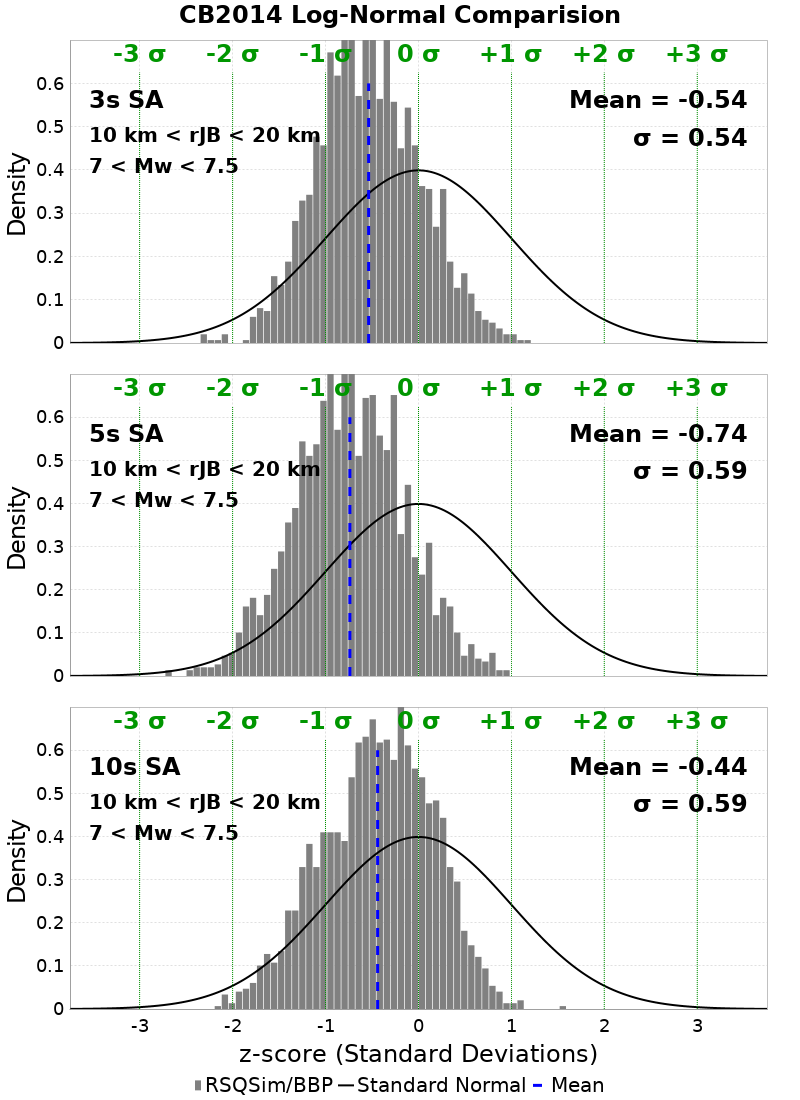 CB2014 Log-Normal Comparision
-3 σ -2 σ -1 σ 0 σ +1 σ +2 σ +3 σ
3s SA
Mean = -0.54
10 km < rJB < 20 km
σ = 0.54
7 < Mw < 7.5
Density
0.6
0.5
0.4
0.3
0.2
0.1
0
-3 σ -2 σ -1 σ 0 σ +1 σ +2 σ +3 σ
5s SA
Mean = -0.74
10 km < rJB < 20 km
σ = 0.59
7 < Mw < 7.5
Density
0.6
0.5
0.4
0.3
0.2
0.1
0
-3 σ -2 σ -1 σ 0 σ +1 σ +2 σ +3 σ
10s SA
Mean = -0.44
10 km < rJB < 20 km
σ = 0.59
7 < Mw < 7.5
Density
0.6
0.5
0.4
0.3
0.2
0.1
0
-3 -2 -1 0 1 2 3
z-score (Standard Deviations)
RSQSim/BBP Standard Normal Mean